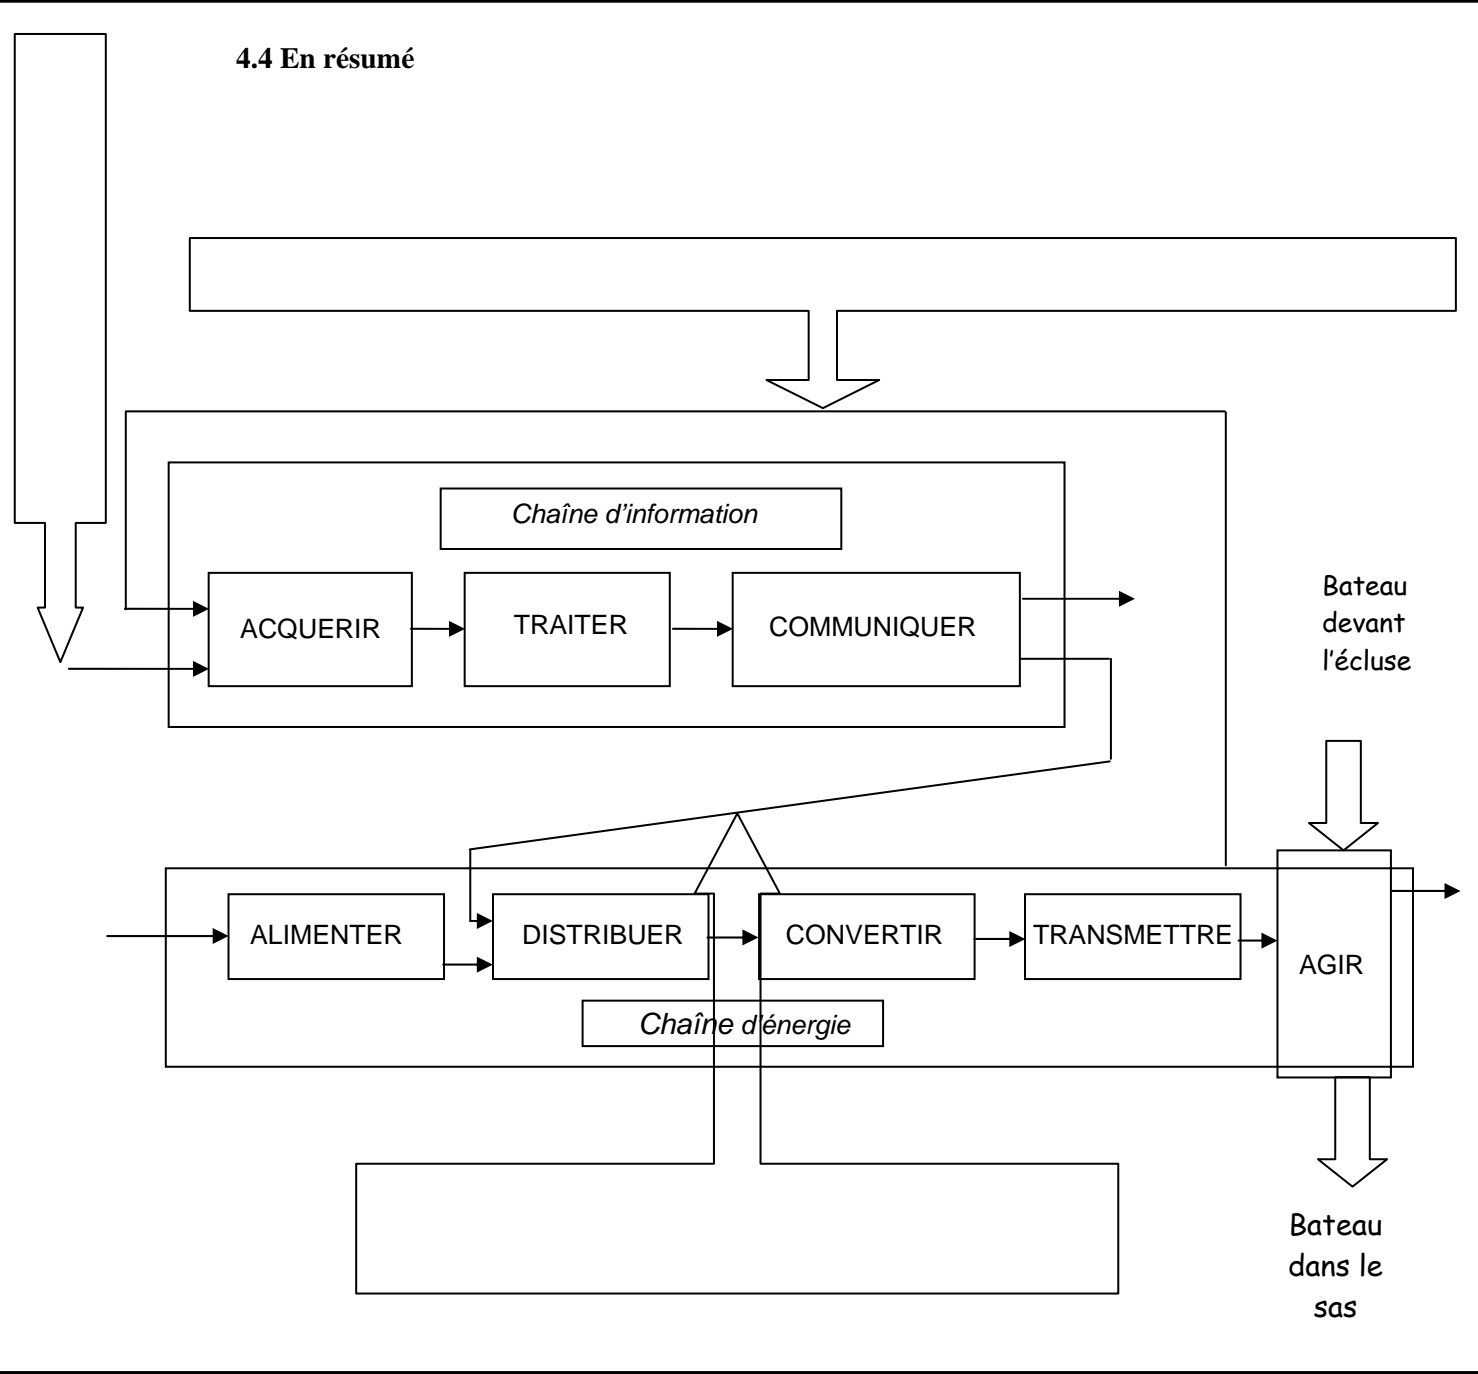 4.4 En résumé
Chaîne d'information
ACQUERIR
TRAITER
COMMUNIQUER
Bateau
devant
l'écluse
ALIMENTER
DISTRIBUER
CONVERTIR
TRANSMETTRE
AGIR
Chaîne d'énergie
Bateau
dans le
sas